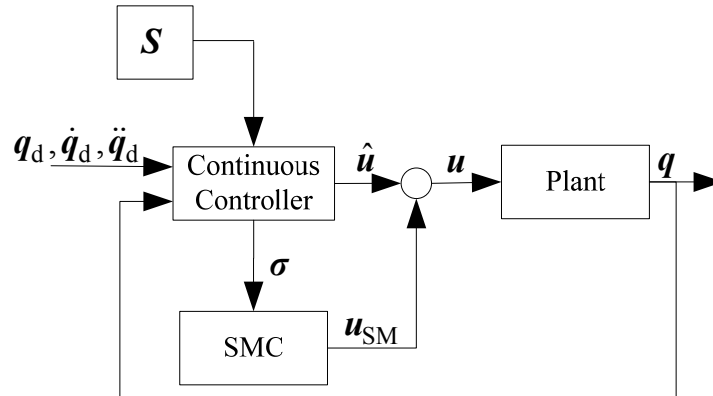 S
q_d, q̇_d, q̈_d
Continuous
Controller
û
u
Plant
q
σ
SMC
u_SM